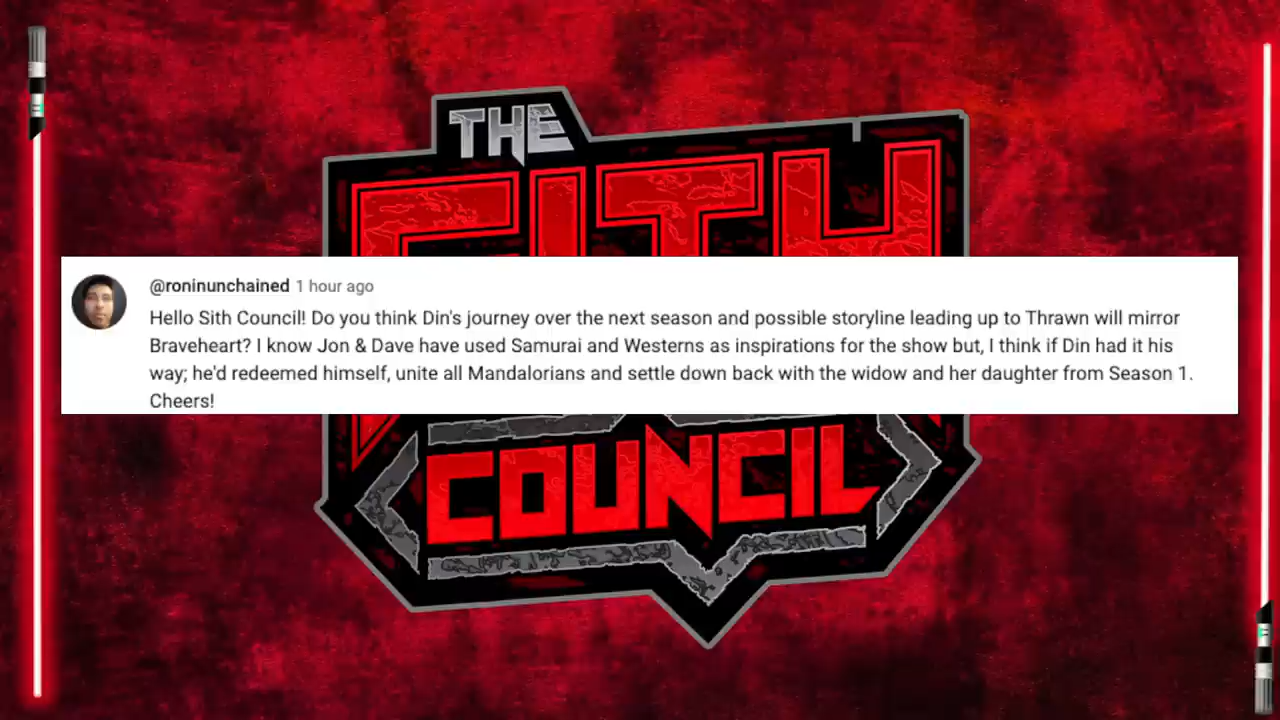 THE
SITH
@roninunchained 1 hour ago
Hello Sith Council! Do you think Din's journey over the next season and possible storyline leading up to Thrawn will mirror
Braveheart? I know Jon & Dave have used Samurai and Westerns as inspirations for the show but, I think if Din had it his
way; he'd redeemed himself, unite all Mandalorians and settle down back with the widow and her daughter from Season 1.
Cheers!
COUNCIL